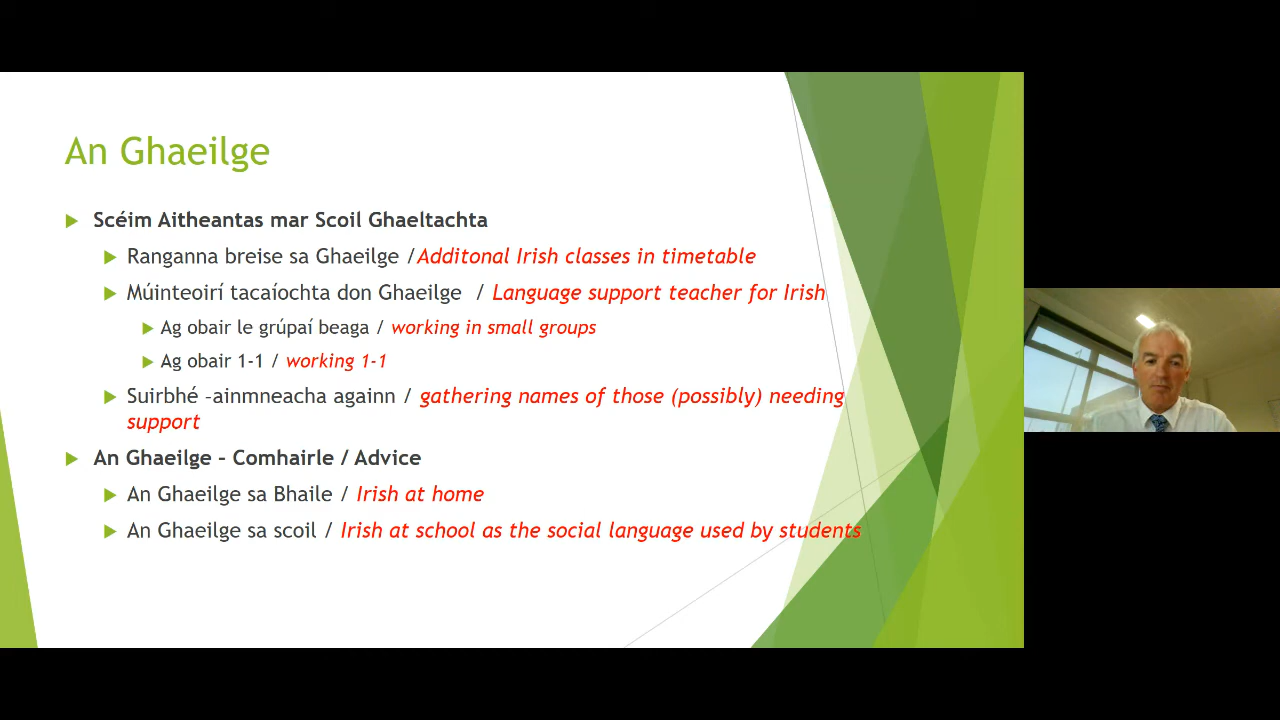 An Ghaeilge
Scéim Aitheantas mar Scoil Ghaeltachta
Ranganna breise sa Ghaeilge /Additonal Irish classes in timetable
Múinteoirí tacaíochta don Ghaeilge / Language support teacher for Irish
Ag obair le grúpaí beaga / working in small groups
Ag obair 1-1 / working 1-1
Suirbhé -ainmneacha againn / gathering names of those (possibly) needing
support
An Ghaeilge - Comhairle / Advice
An Ghaeilge sa Bhaile / Irish at home
An Ghaeilge sa scoil / Irish at school as the social language used by students